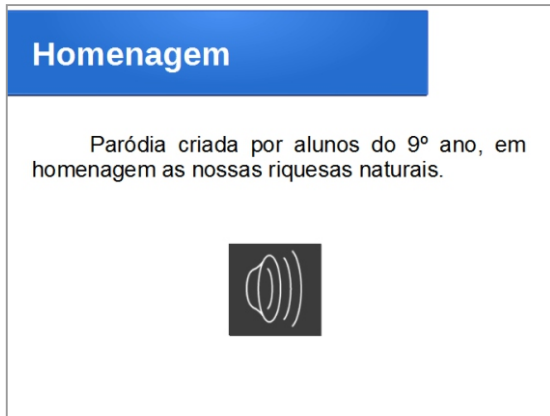 Homenagem
Paródia criada por alunos do 9º ano, em
homenagem as nossas riquesas naturais.